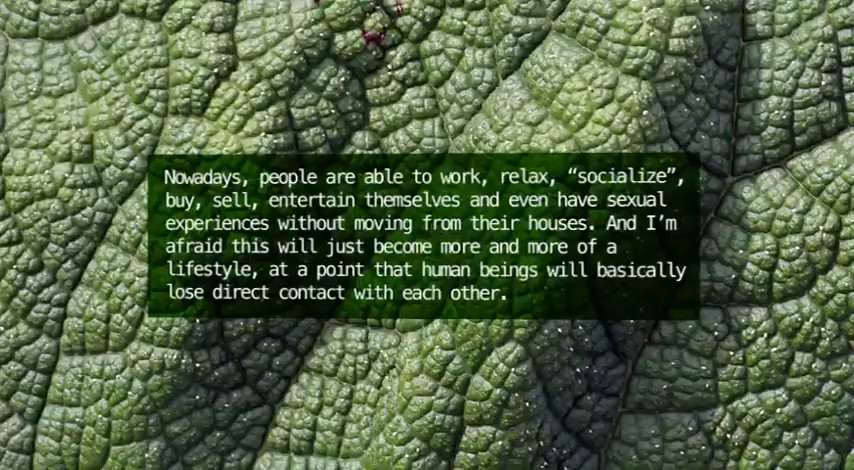 Nowadays, people are able to work, relax, “socialize”,
buy, sell, entertain themselves and even have sexual
experiences without moving from their houses. And I’m
afraid this will just become more and more of a
lifestyle, at a point that human beings will basically
lose direct contact with each other.